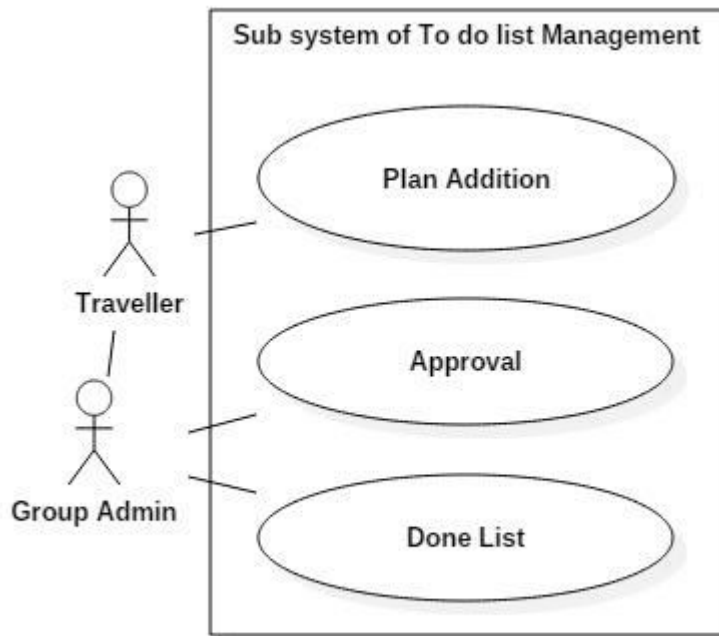 Sub system of To do list Management
Plan Addition
Traveller
Approval
Group Admin
Done List